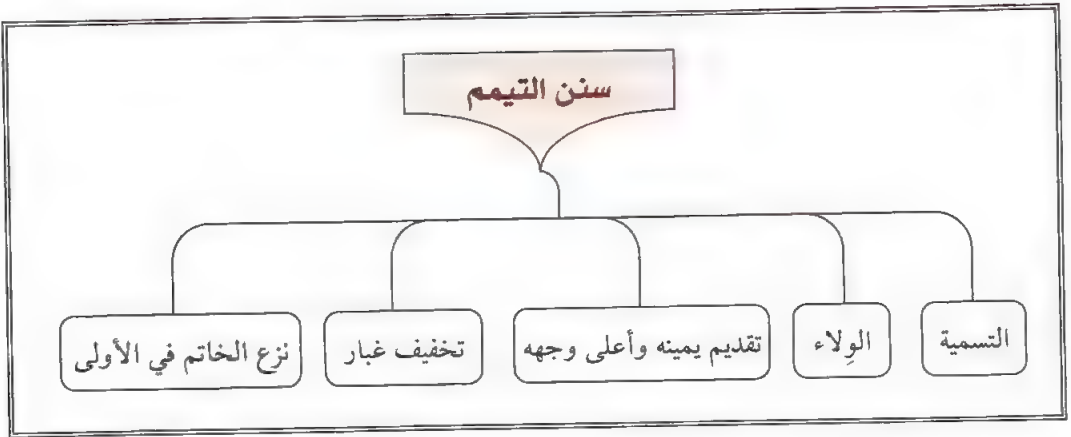 سنن التيمم
التسمية
الوِلاء
تقديم يمينه وأعلى وجهه
تخفيف غبار
نزع الخاتم في الأولى